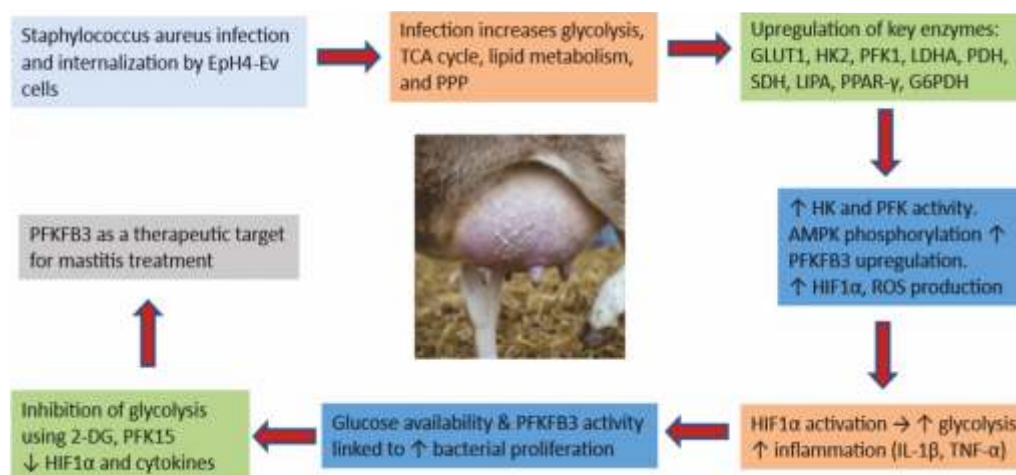 Staphylococcus aureus infection
and internalization by EpH4-Ev
cells
Infection increases glycolysis,
TCA cycle, lipid metabolism,
and PPP
Upregulation of key enzymes:
GLUT1, HK2, PFK1, LDHA, PDH,
SDH, LIPA, PPAR-γ, G6PDH
↑ HK and PFK activity.
AMPK phosphorylation ↑
PFKFB3 upregulation.
↑ HIF1α, ROS production
HIF1α activation → ↑ glycolysis
↑ inflammation (IL-1β, TNF-α)
Glucose availability & PFKFB3 activity
linked to ↑ bacterial proliferation
Inhibition of glycolysis
using 2-DG, PFK15
↓ HIF1α and cytokines
PFKFB3 as a therapeutic target
for mastitis treatment